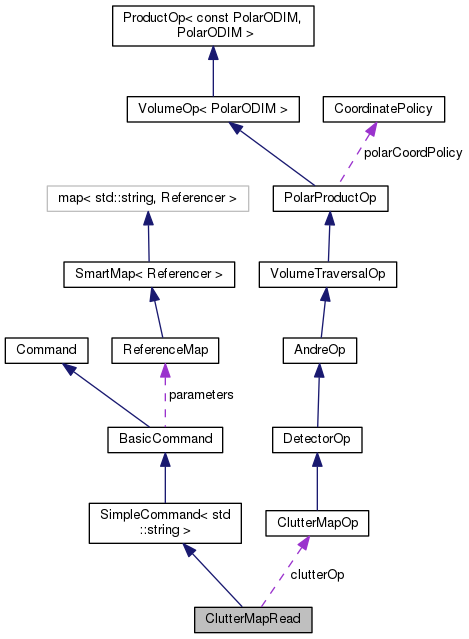 ProductOp< const PolarODIM,
PolarODIM >
VolumeOp< PolarODIM >
CoordinatePolicy
polarCoordPolicy
map< std::string, Referencer >
PolarProductOp
SmartMap< Referencer >
VolumeTraversalOp
Command
ReferenceMap
AndreOp
parameters
BasicCommand
DetectorOp
SimpleCommand< std
::string >
ClutterMapOp
clutterOp
ClutterMapRead